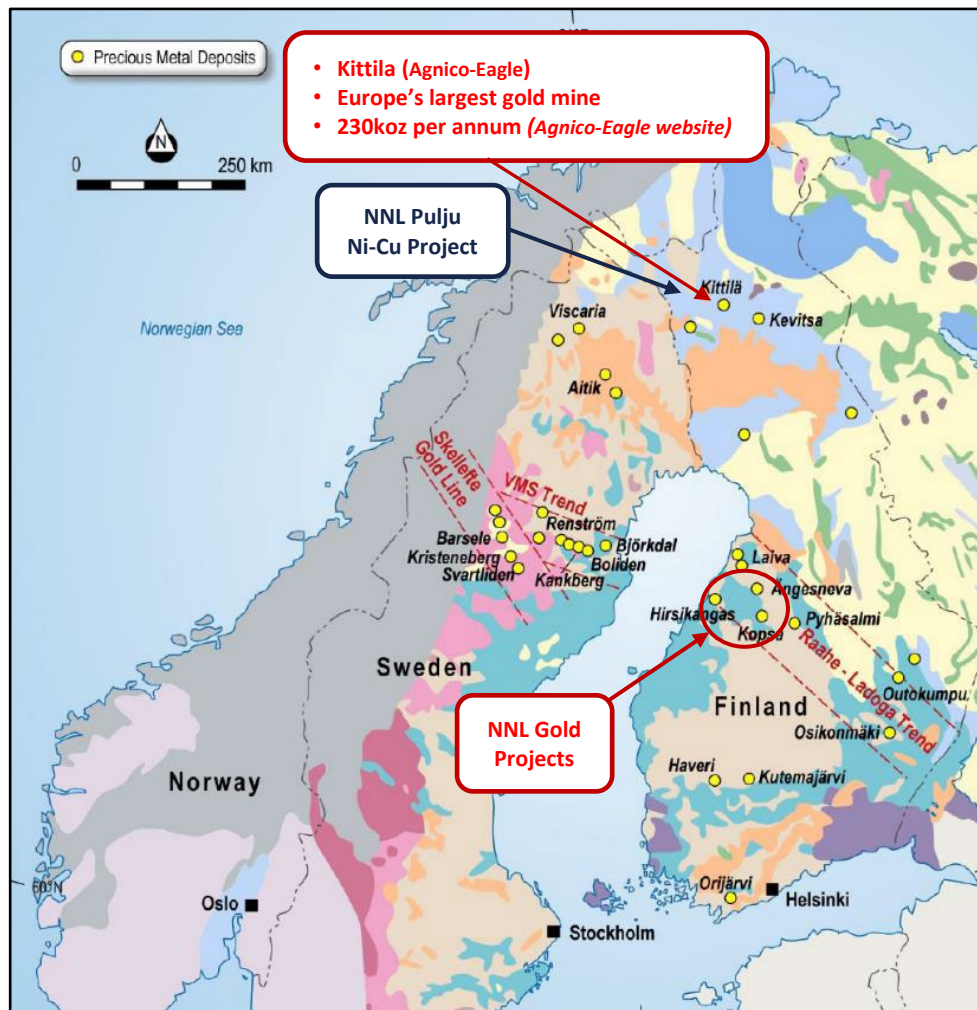 Precious Metal Deposits
• Kittila (Agnico-Eagle)
• Europe's largest gold mine
• 230koz per annum (Agnico-Eagle website)
N
0 250 km
NNL Pulju
Ni-Cu Project
Norwegian Sea
Kittilä
Kevitsa
Viscaria
Aitik
Skellefte
Gold Line
VMS Trend
Renström
Barsele
Björkdal
Kristeneberg
Boliden
Svartliden
Kankberg
Laiva
Ängesneva
Hirsikangas
Pyhäsalmi
Kopsa
Raahe - Ladoga Trend
Sweden
Outokumpu
Finland
NNL Gold
Projects
Osikonmäki
Norway
Haveri
Kutemajärvi
60°N
Orijärvi
Oslo
Helsinki
Stockholm